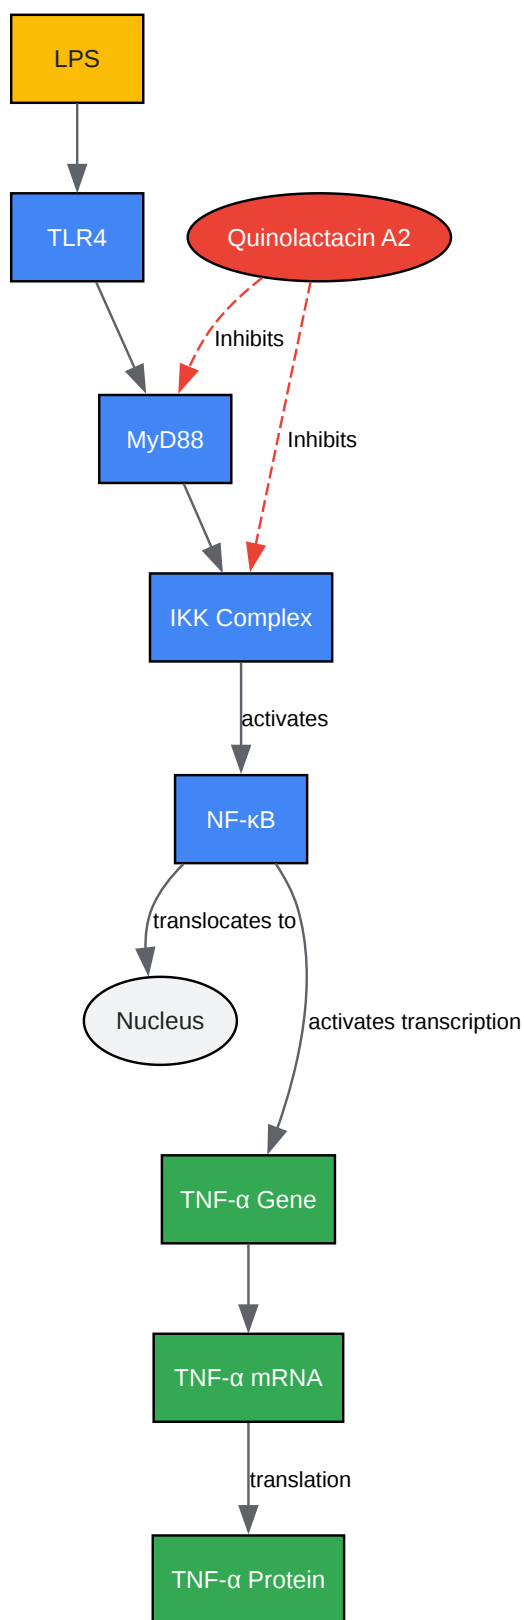 LPS
TLR4
Quinolactacin A2
Inhibits
MyD88
Inhibits
IKK Complex
activates
NF-κB
translocates to
Nucleus
activates transcription
TNF-α Gene
TNF-α mRNA
translation
TNF-α Protein